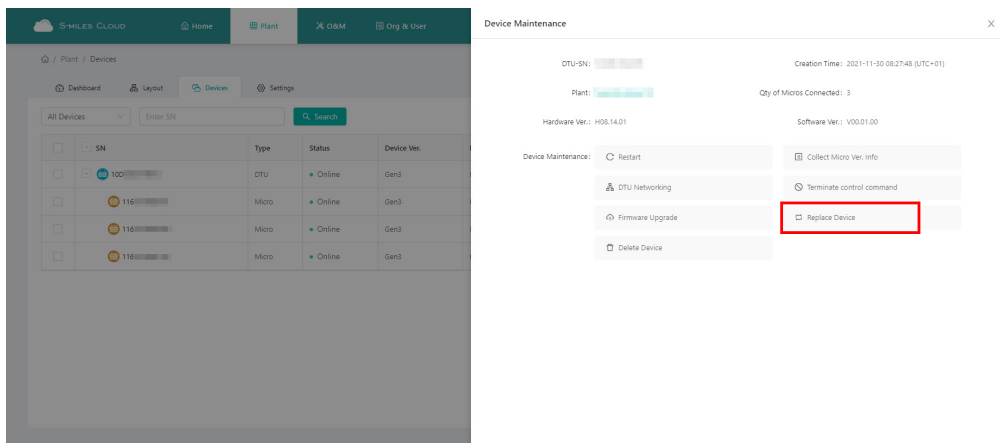 S-MILES CLOUD
Home
Plant
O&M
Org & User
/ Plant / Devices
Dashboard
Layout
Devices
Settings
All Devices
Enter SN
Search
SN Type Status Device Ver.
10D DTU Online Gen3
116 Micro Online Gen3
116 Micro Online Gen3
116 Micro Online Gen3
Device Maintenance
DTU-SN: Creation Time: 2021-11-30 08:27:48 (UTC+01)
Plant: Qty of Micros Connected: 3
Hardware Ver.: H08.14.01 Software Ver.: V00.01.00
Device Maintenance: Restart Collect Micro Ver. info
DTU Networking Terminate control command
Firmware Upgrade Replace Device
Delete Device